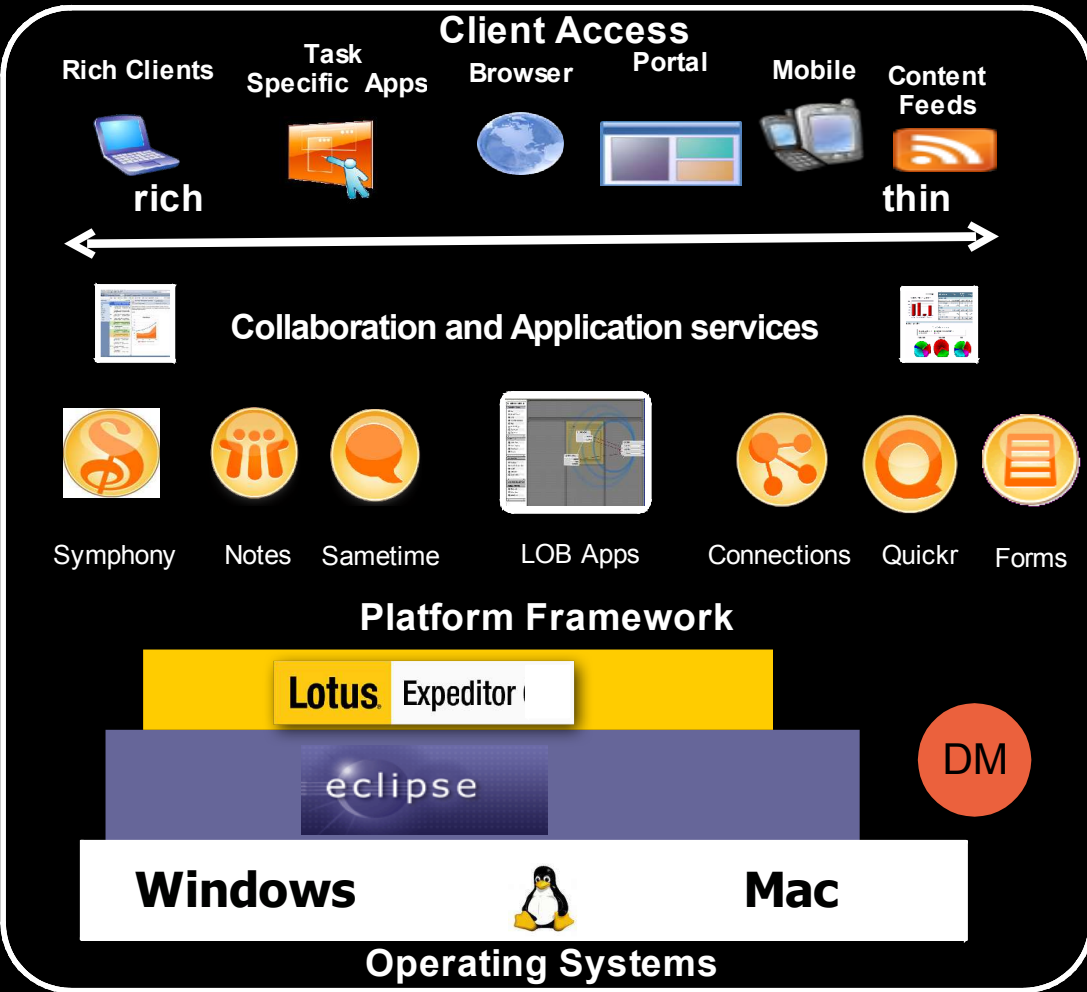 Client Access
Rich Clients
Task
Specific Apps
Browser
Portal
Mobile
Content
Feeds
rich
thin
Collaboration and Application services
Symphony
Notes
Sametime
LOB Apps
Connections
Quickr
Forms
Platform Framework
Lotus. Expeditor
eclipse
DM
Windows
Mac
Operating Systems